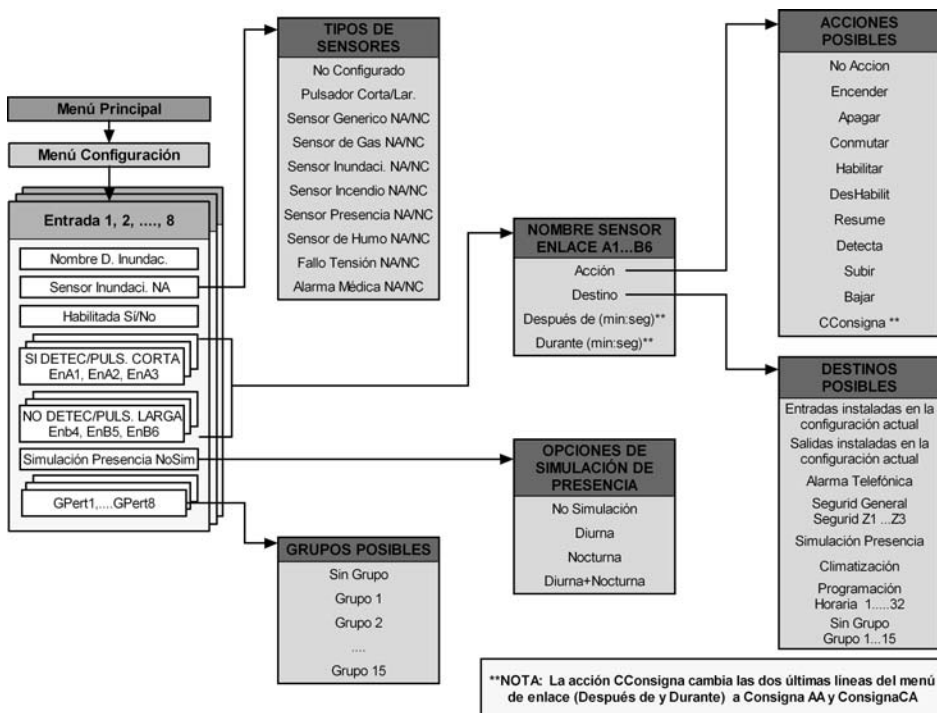 Menú Principal
Menú Configuración
Entrada 1, 2, ...., 8
Nombre D. Inundac.
Sensor Inundaci. NA
Habilitada Sí/No
SI DETEC/PULS. CORTA
EnA1, EnA2, EnA3
NO DETEC/PULS. LARGA
Enb4, EnB5, EnB6
Simulación Presencia NoSim
GPert1,....GPert8
TIPOS DE
SENSORES
No Configurado
Pulsador Corta/Lar.
Sensor Generico NA/NC
Sensor de Gas NA/NC
Sensor Inundaci. NA/NC
Sensor Incendio NA/NC
Sensor Presencia NA/NC
Sensor de Humo NA/NC
Fallo Tensión NA/NC
Alarma Médica NA/NC
GRUPOS POSIBLES
Sin Grupo
Grupo 1
Grupo 2
....
Grupo 15
NOMBRE SENSOR
ENLACE A1...B6
Acción
Destino
Después de (min:seg)**
Durante (min:seg)**
OPCIONES DE
SIMULACIÓN DE
PRESENCIA
No Simulación
Diurna
Nocturna
Diurna+Nocturna
ACCIONES
POSIBLES
No Accion
Encender
Apagar
Conmutar
Habilitar
DesHabilit
Resume
Detecta
Subir
Bajar
CConsigna **
DESTINOS
POSIBLES
Entradas instaladas en la
configuración actual
Salidas instaladas en la
configuración actual
Alarma Telefónica
Segurid General
Segurid Z1 ...Z3
Simulación Presencia
Climatización
Programación
Horaria 1.....32
Sin Grupo
Grupo 1...15
**NOTA: La acción CConsigna cambia las dos últimas líneas del menú
de enlace (Después de y Durante) a Consigna AA y ConsignaCA